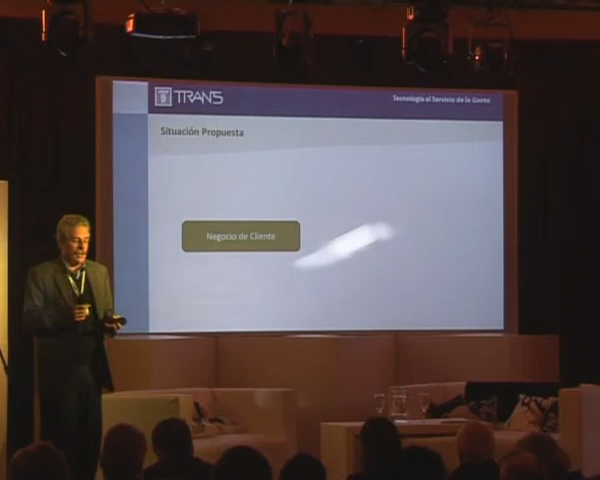 TRANS
Tecnología al Servicio de la Gente
Situación Propuesta
Negocio de Cliente